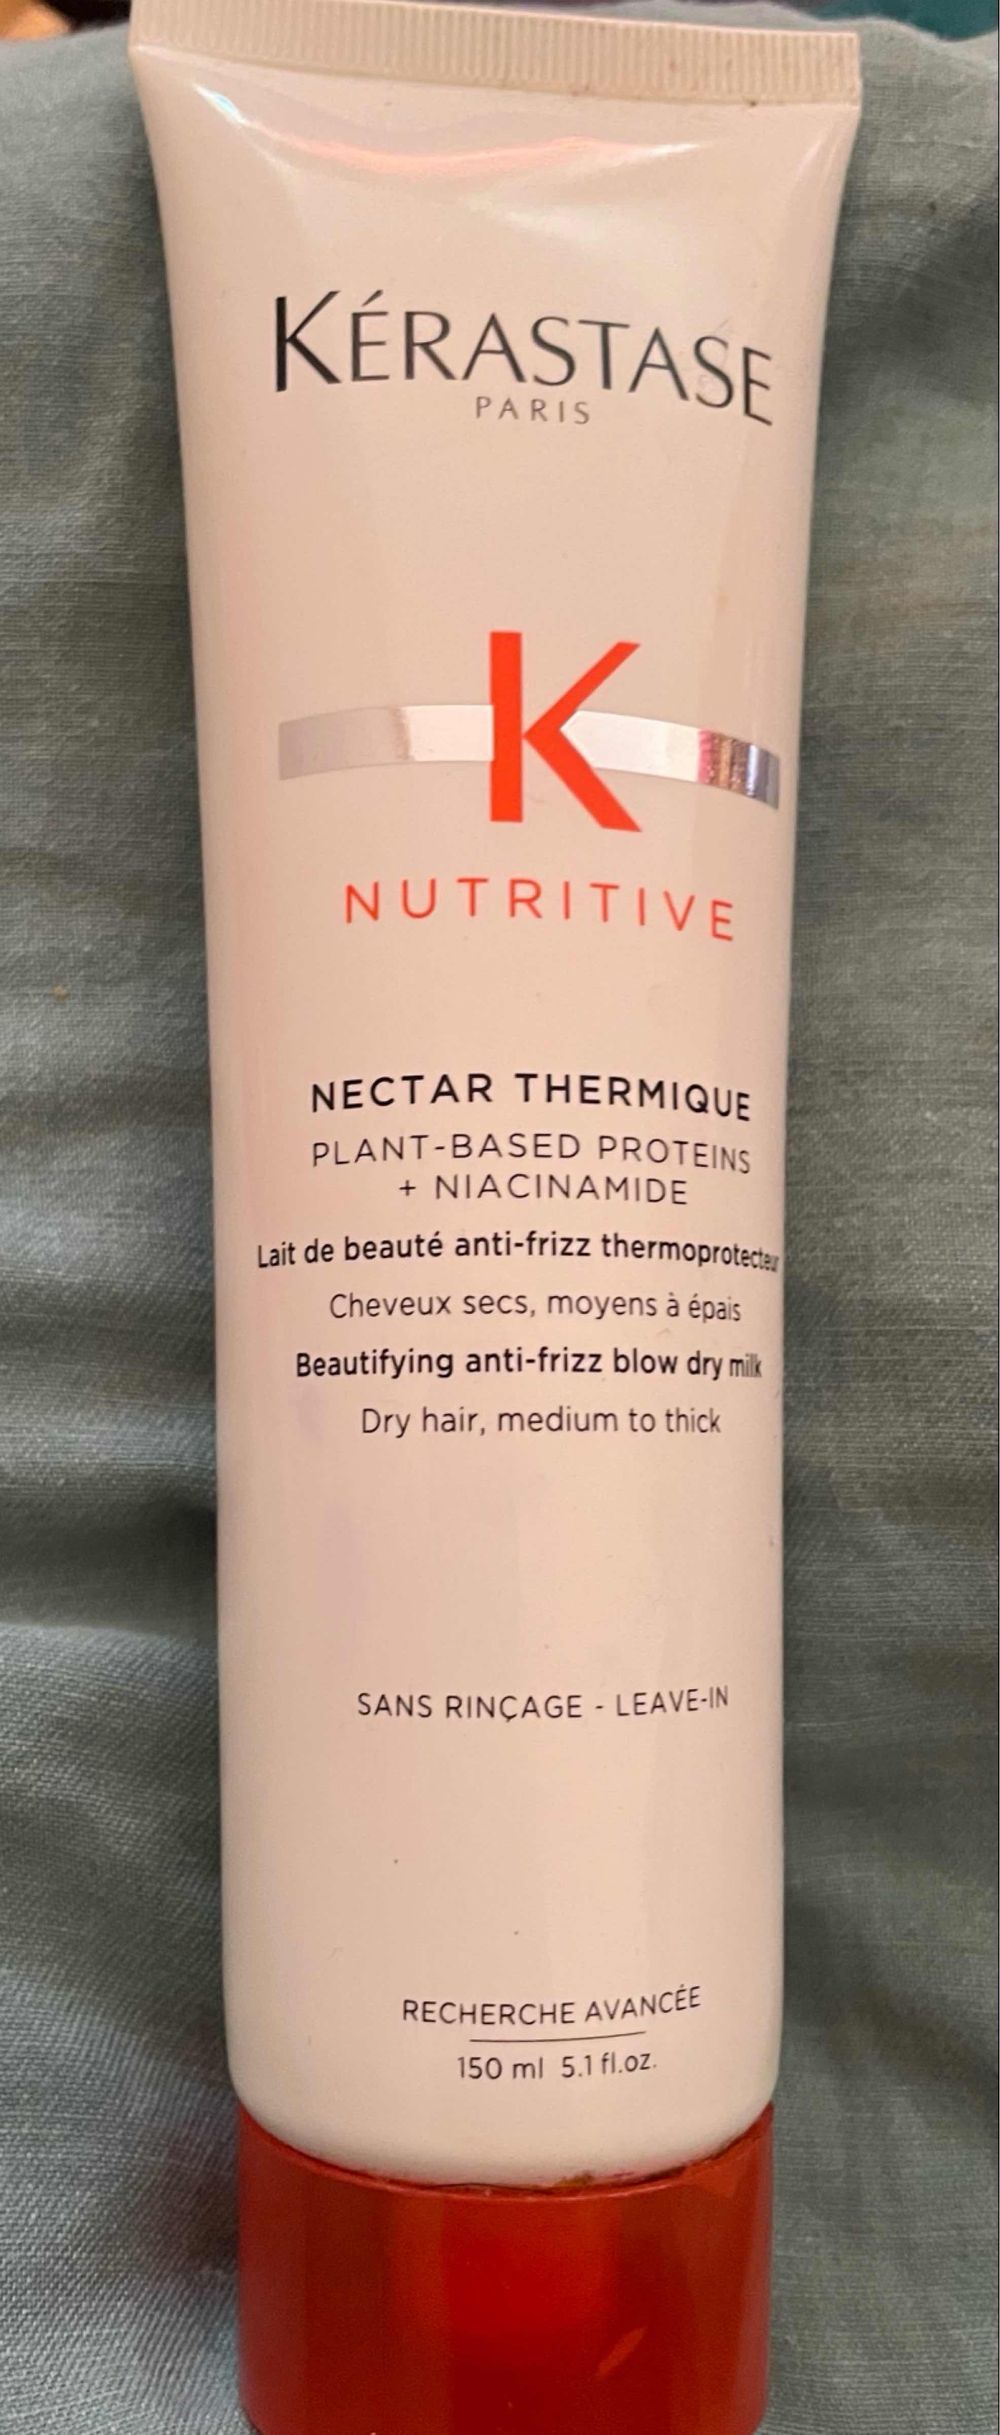 KÉRASTASE
PARIS
K
NUTRITIVE
NECTAR THERMIQUE
PLANT-BASED PROTEINS
+ NIACINAMIDE
Lait de beauté anti-frizz thermoprotecteur
Cheveux secs, moyens à épais
Beautifying anti-frizz blow dry milk
Dry hair, medium to thick
SANS RINÇAGE - LEAVE-IN
RECHERCHE AVANCÉE
150 ml 5.1 fl.oz.